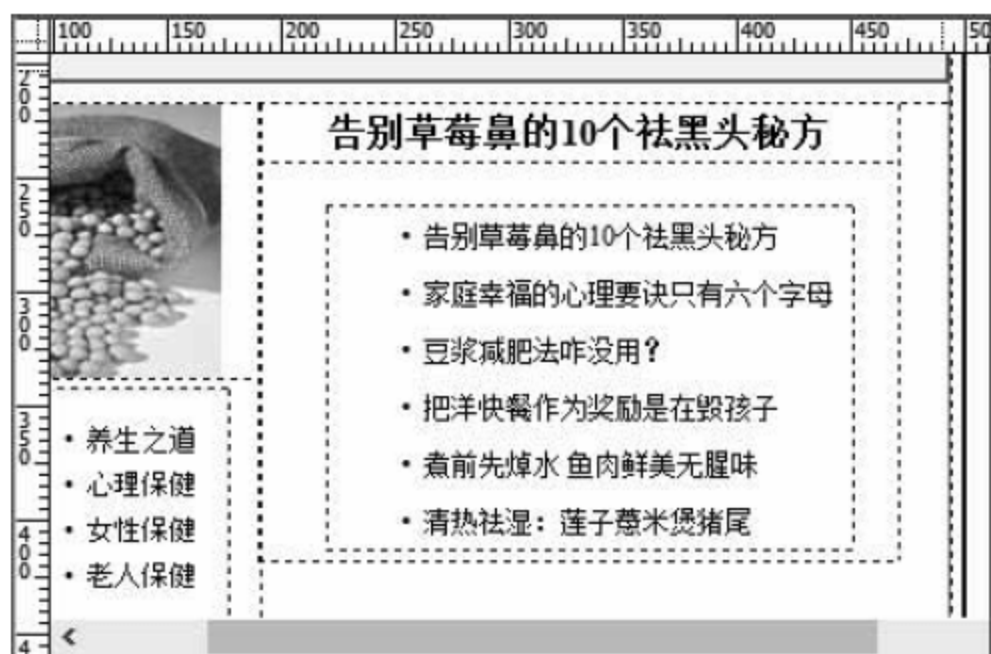 100 150 200 250 300 350 400 450 50
200
250
300
350
400
4
告别草莓鼻的10个祛黑头秘方
• 告别草莓鼻的10个祛黑头秘方
• 家庭幸福的心理要诀只有六个字母
• 豆浆减肥法咋没用？
• 把洋快餐作为奖励是在毁孩子
• 煮前先焯水 鱼肉鲜美无腥味
• 清热祛湿：莲子薏米煲猪尾
• 养生之道
• 心理保健
• 女性保健
• 老人保健